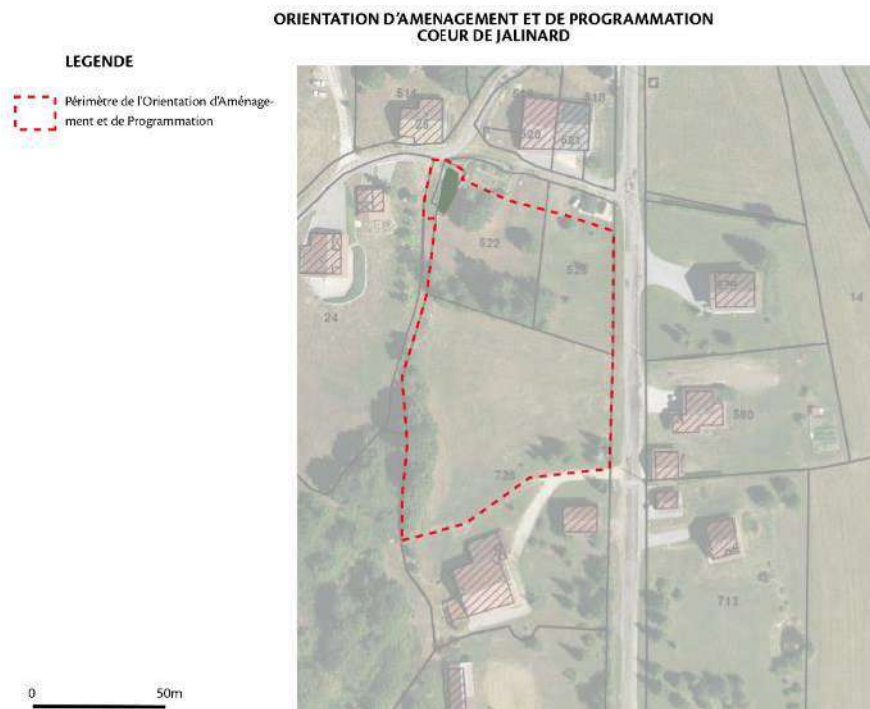 ORIENTATION D'AMENAGEMENT ET DE PROGRAMMATION
COEUR DE JALINARD
LEGENDE
Périmètre de l'Orientation d'Aménage-
ment et de Programmation
514
522
24
14
580
713
0 50m